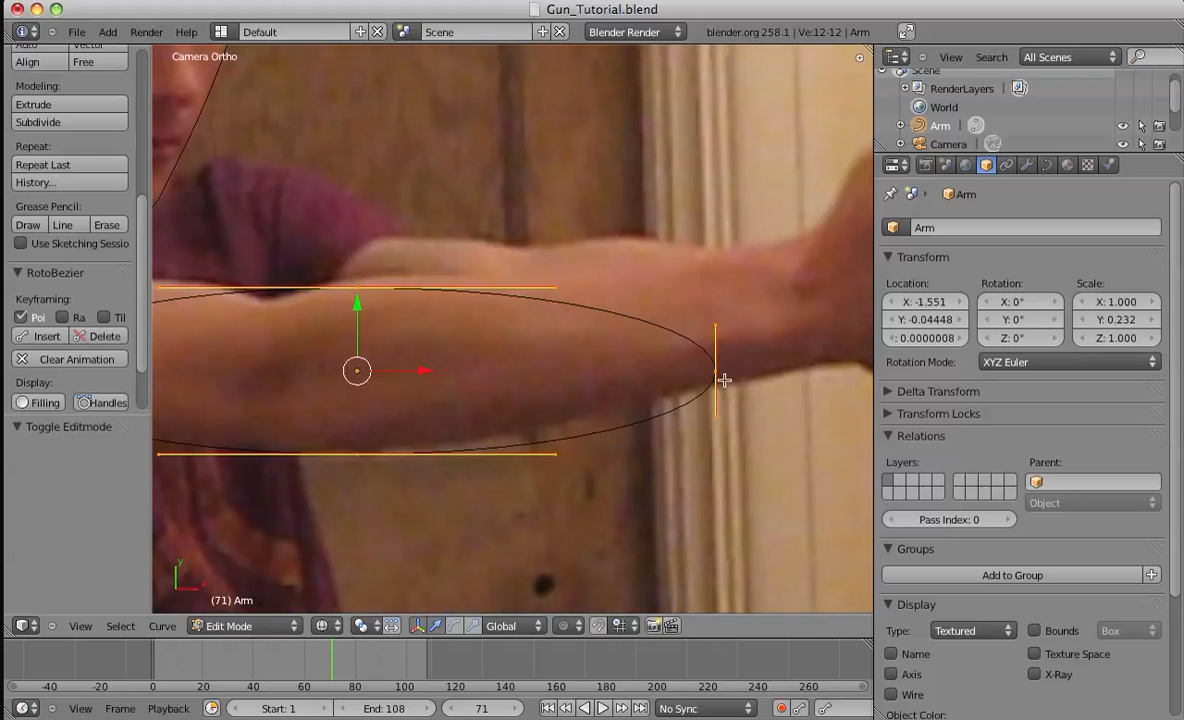 Gun_Tutorial.blend
File Add Render Help Default Scene Blender Render blender.org 258.1 | Ve:12-12 | Arm
Auto Vector
Align Free
Modeling:
Extrude
Subdivide
Repeat:
Repeat Last
History...
Grease Pencil:
Draw Line Erase
Use Sketching Sessio
RotoBezier
Keyframing:
Poi Ra Til
Insert Delete
Clear Animation
Display:
Filling Handles
Toggle Editmode
Camera Ortho
y
(71) Arm
View Select Curve Edit Mode Global
-40 -20 0 20 40 60 80 100 120 140 160 180 200 220 240 260
View Frame Playback Start: 1 End: 108 71 No Sync
View Search All Scenes
Scene
RenderLayers
World
Arm
Camera
Arm
Arm
Transform
Location: Rotation: Scale:
X: -1.551 X: 0° X: 1.000
Y: -0.04448 Y: 0° Y: 0.232
: 0.0000008 Z: 0° Z: 1.000
Rotation Mode: XYZ Euler
Delta Transform
Transform Locks
Relations
Layers: Parent:
Object
Pass Index: 0
Groups
Add to Group
Display
Type: Textured Bounds Box
Name Texture Space
Axis X-Ray
Wire
Object Color: